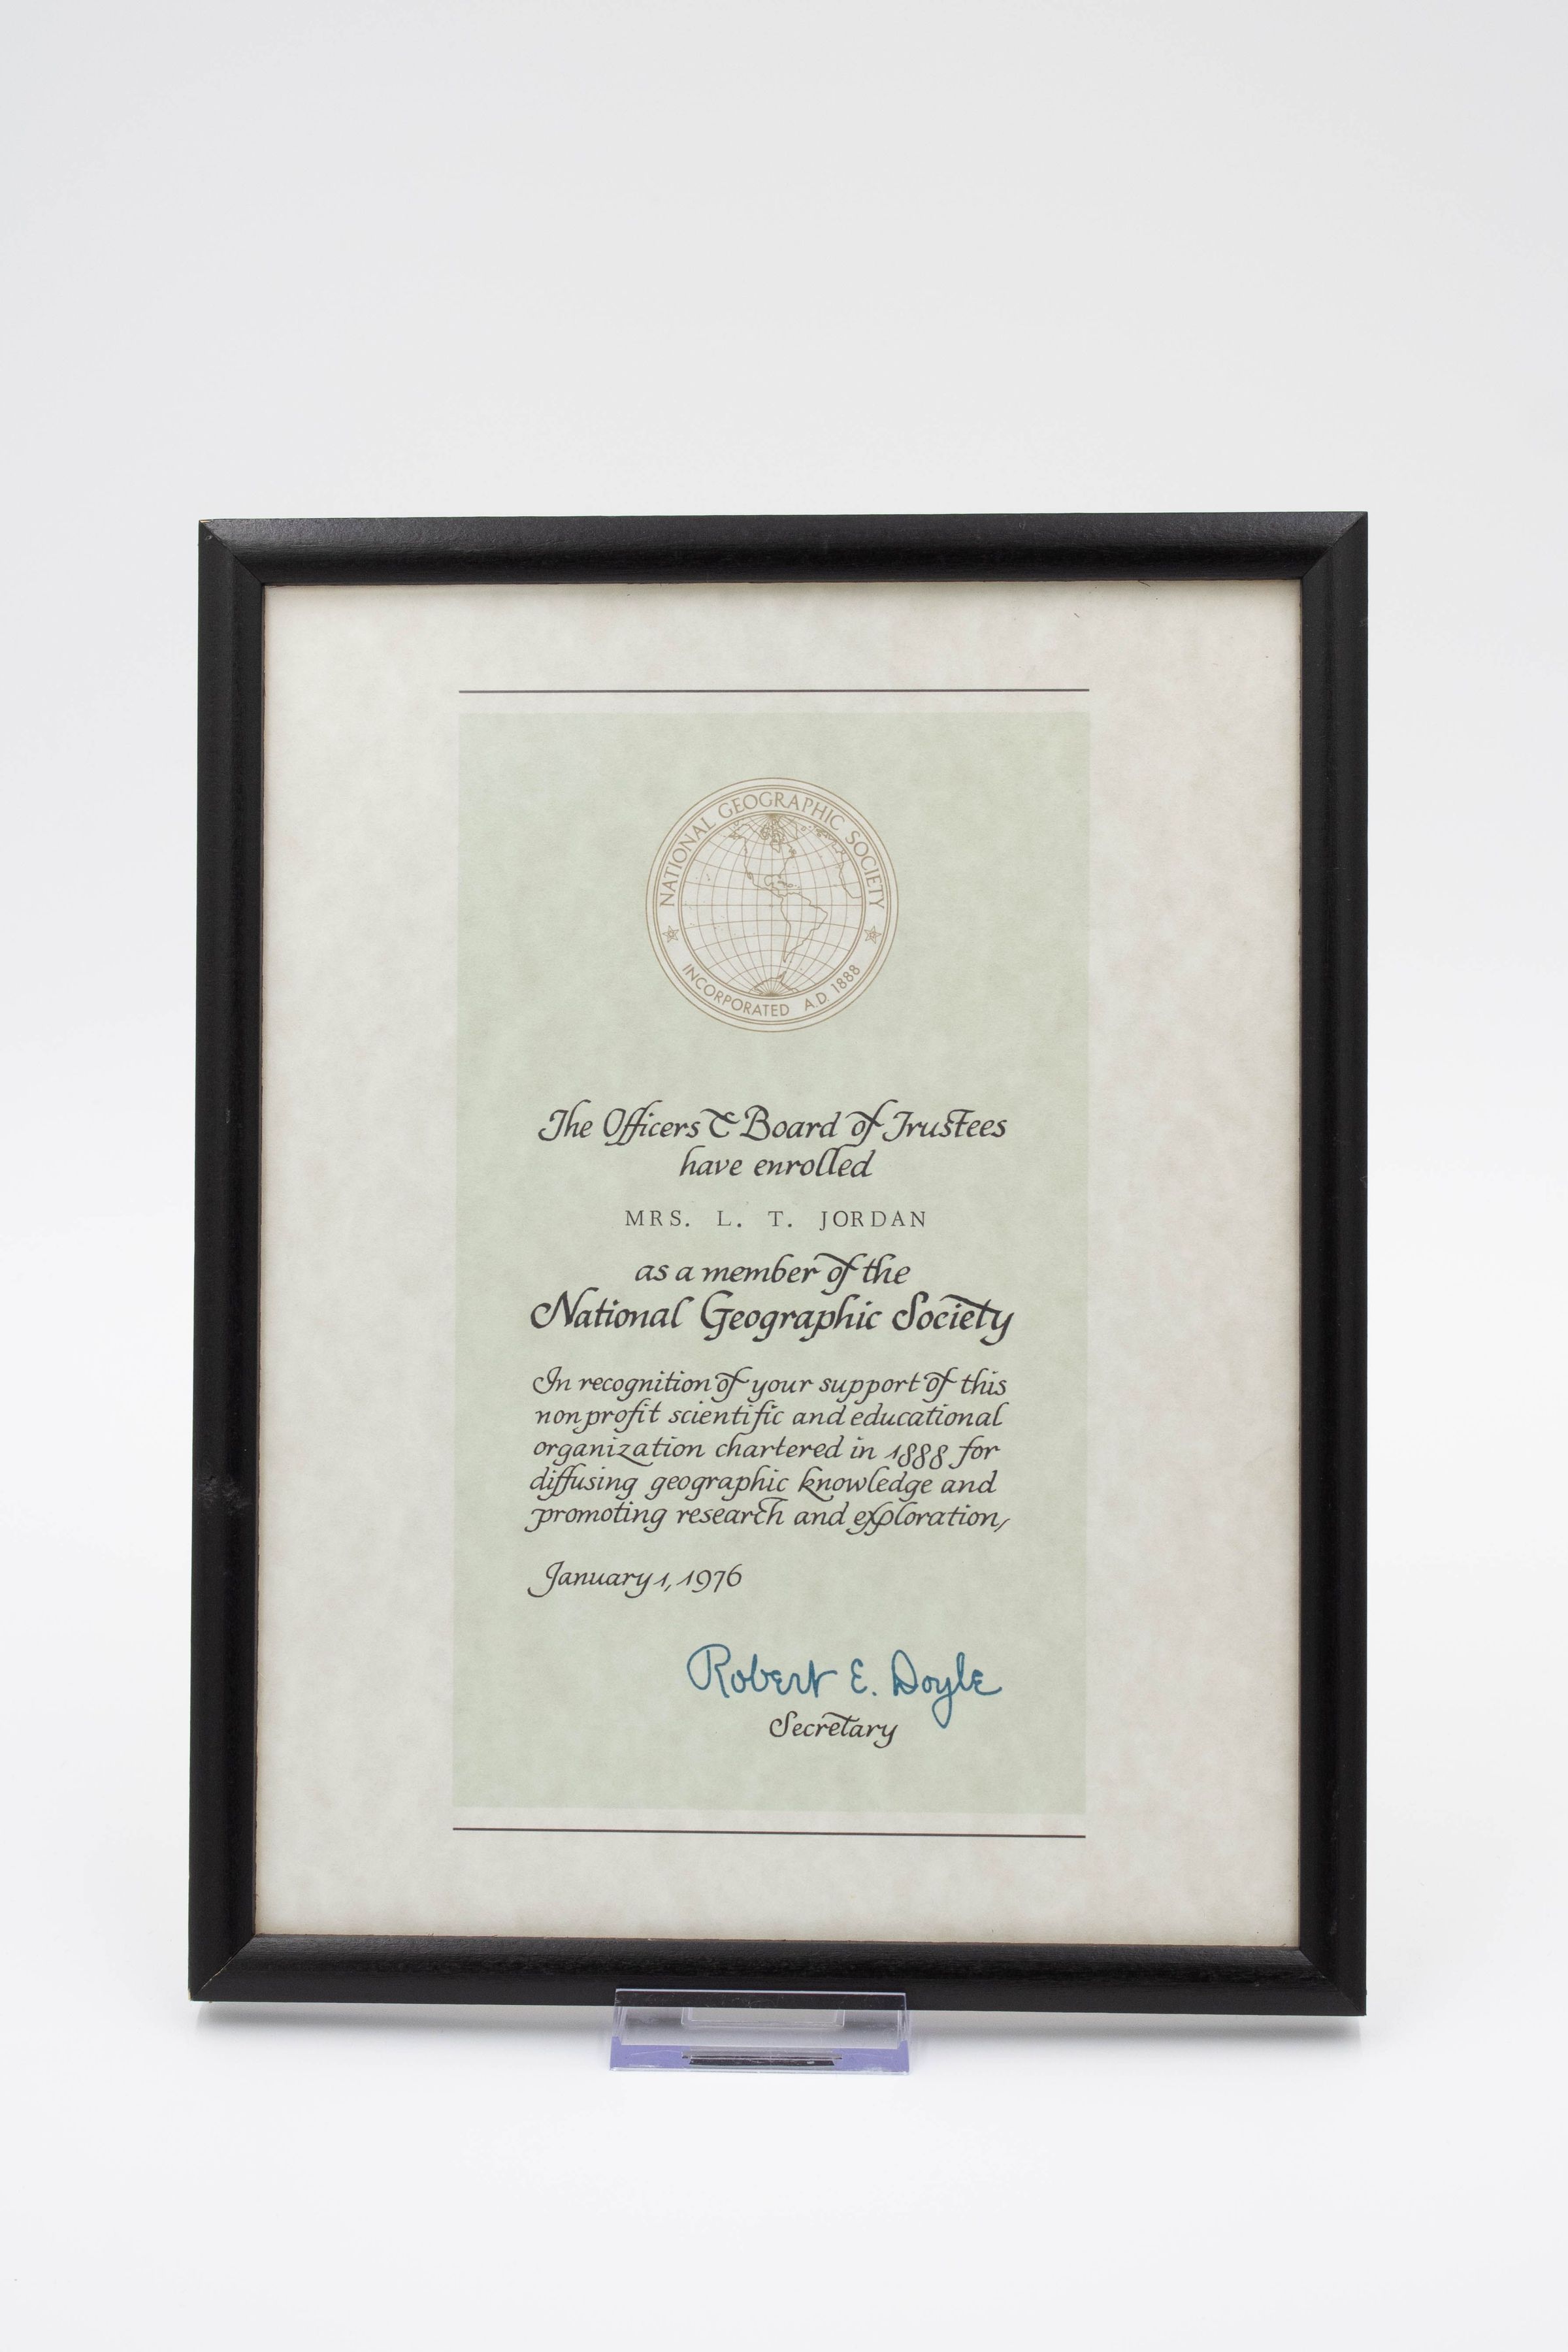 NATIONAL GEOGRAPHIC SOCIETY
INCORPORATED A.D. 1888
The Officers & Board of Trustees
have enrolled
MRS. L. T. JORDAN
as a member of the
National Geographic Society
In recognition of your support of this
nonprofit scientific and educational
organization chartered in 1888 for
diffusing geographic knowledge and
promoting research and exploration,
January 1, 1976
Robert E. Doyle
Secretary